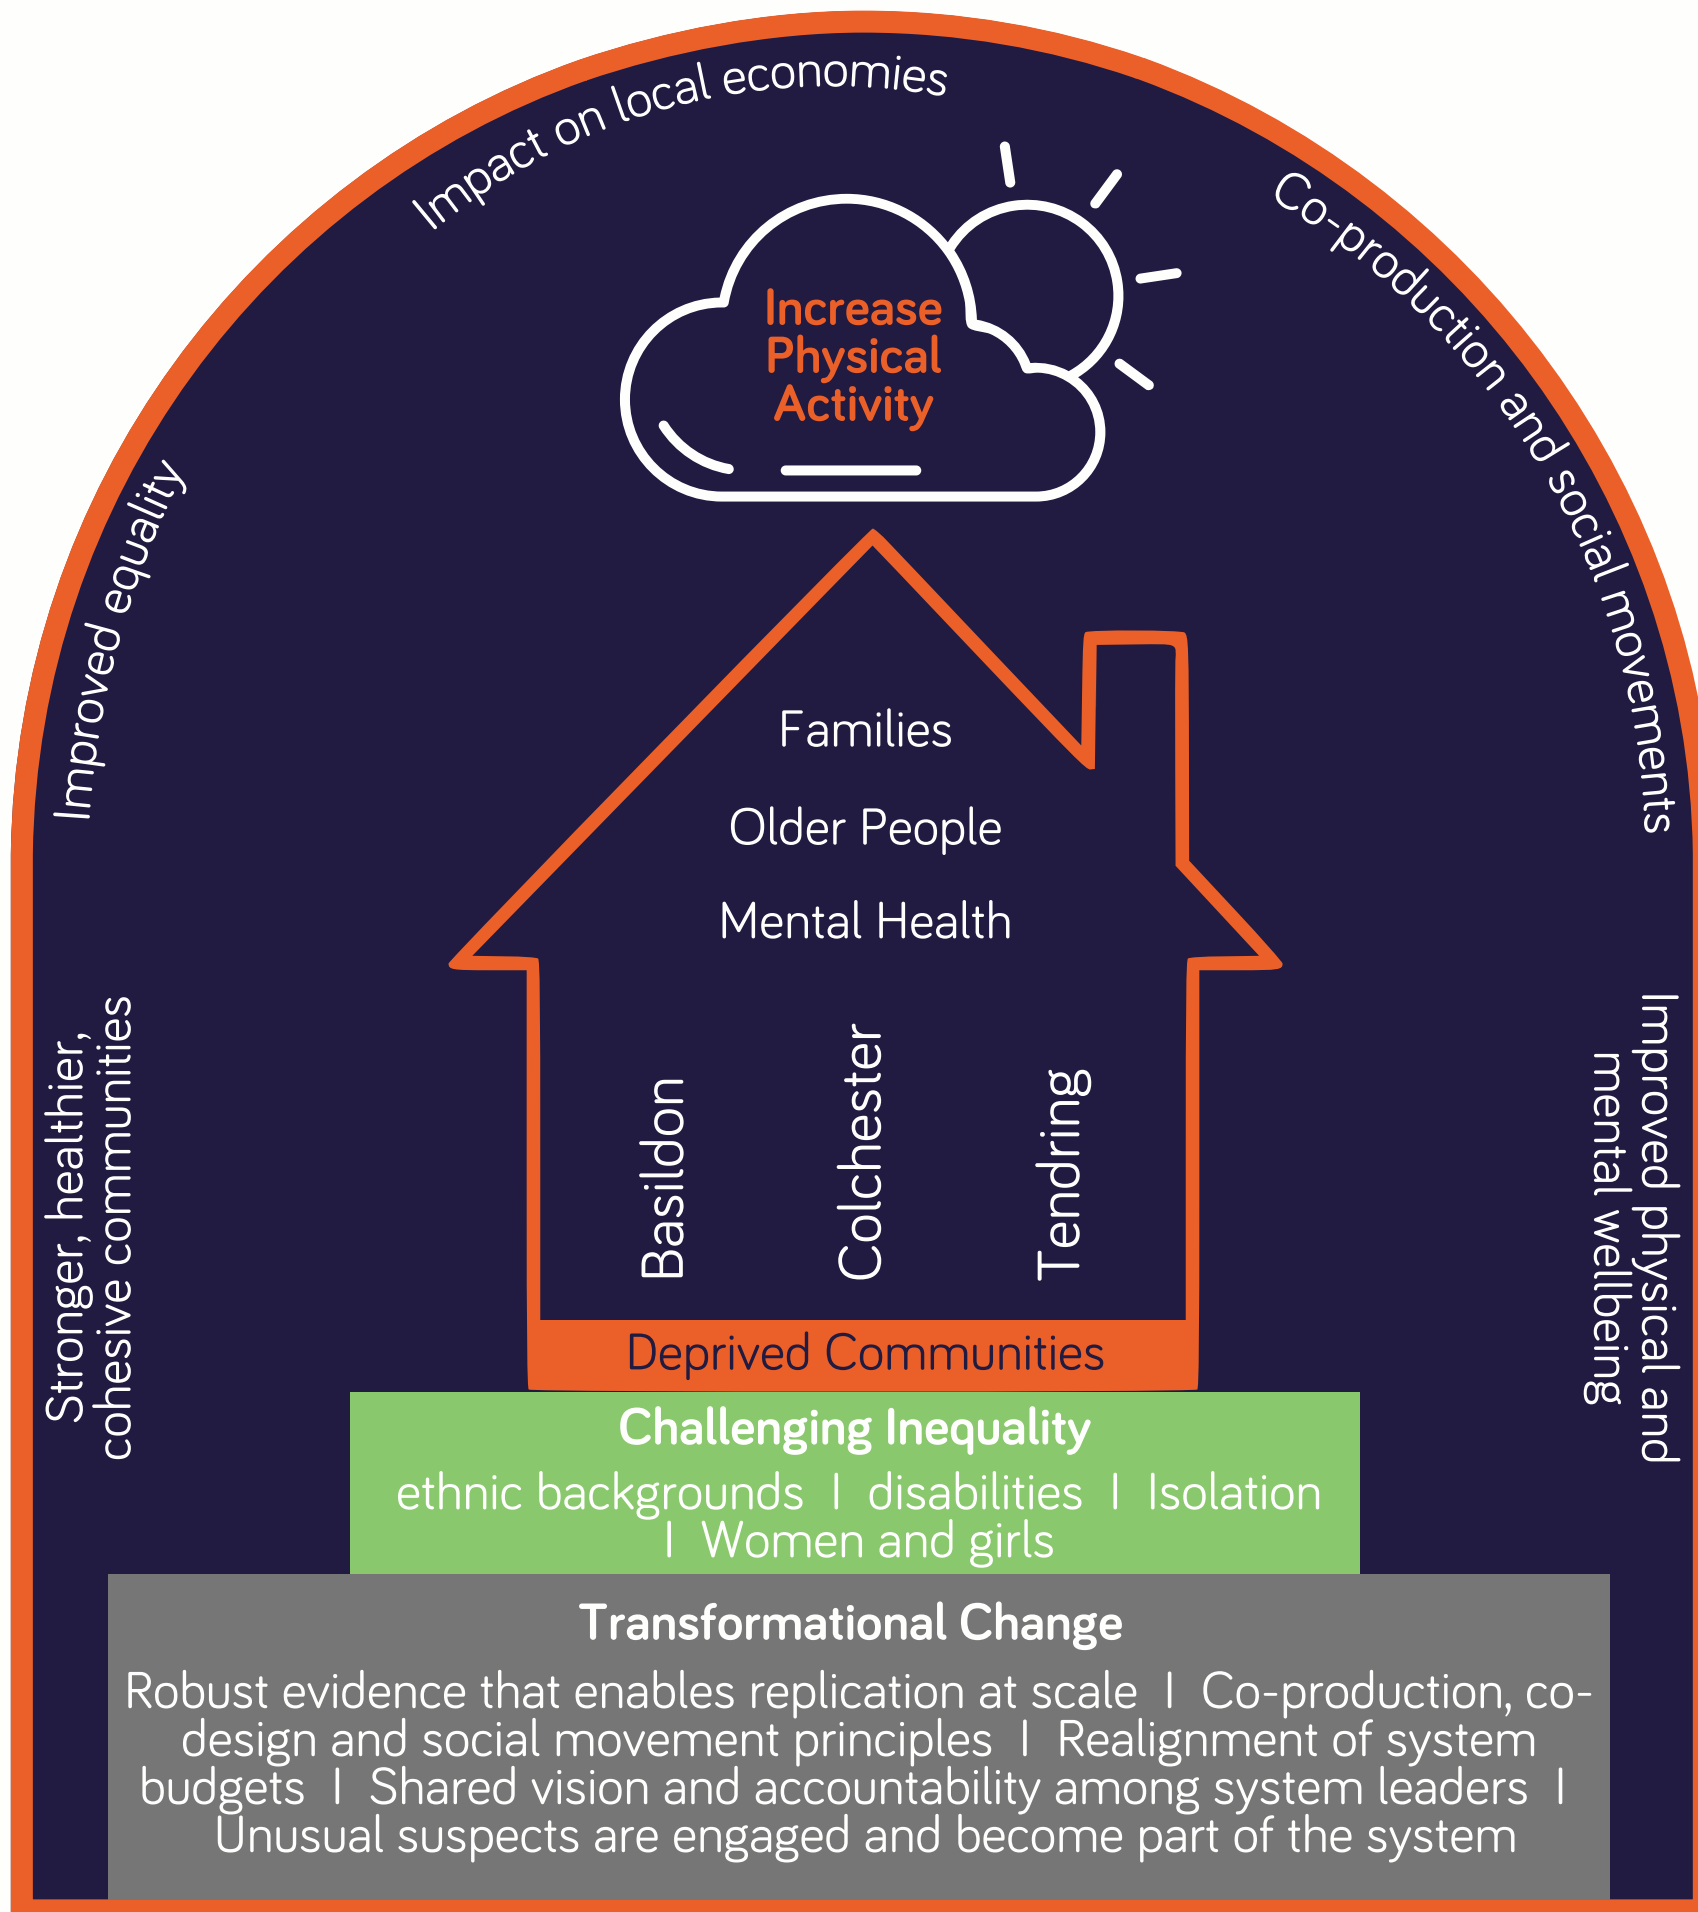 Impact on local economies
Co-production and social movements
Improved equality
Stronger, healthier,
cohesive communities
Improved physical and
mental wellbeing
Increase
Physical
Activity
Families
Older People
Mental Health
Basildon
Colchester
Tendring
Deprived Communities
Challenging Inequality
ethnic backgrounds I disabilities I Isolation
I Women and girls
Transformational Change
Robust evidence that enables replication at scale I Co-production, co-
design and social movement principles I Realignment of system
budgets I Shared vision and accountability among system leaders I
Unusual suspects are engaged and become part of the system